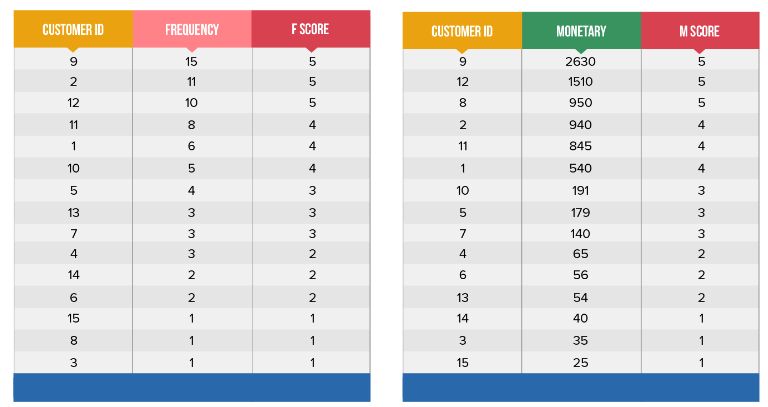 CUSTOMER ID FREQUENCY F SCORE
9 15 5
2 11 5
12 10 5
11 8 4
1 6 4
10 5 4
5 4 3
13 3 3
7 3 3
4 3 2
14 2 2
6 2 2
15 1 1
8 1 1
3 1 1
CUSTOMER ID MONETARY M SCORE
9 2630 5
12 1510 5
8 950 5
2 940 4
11 845 4
1 540 4
10 191 3
5 179 3
7 140 3
4 65 2
6 56 2
13 54 2
14 40 1
3 35 1
15 25 1